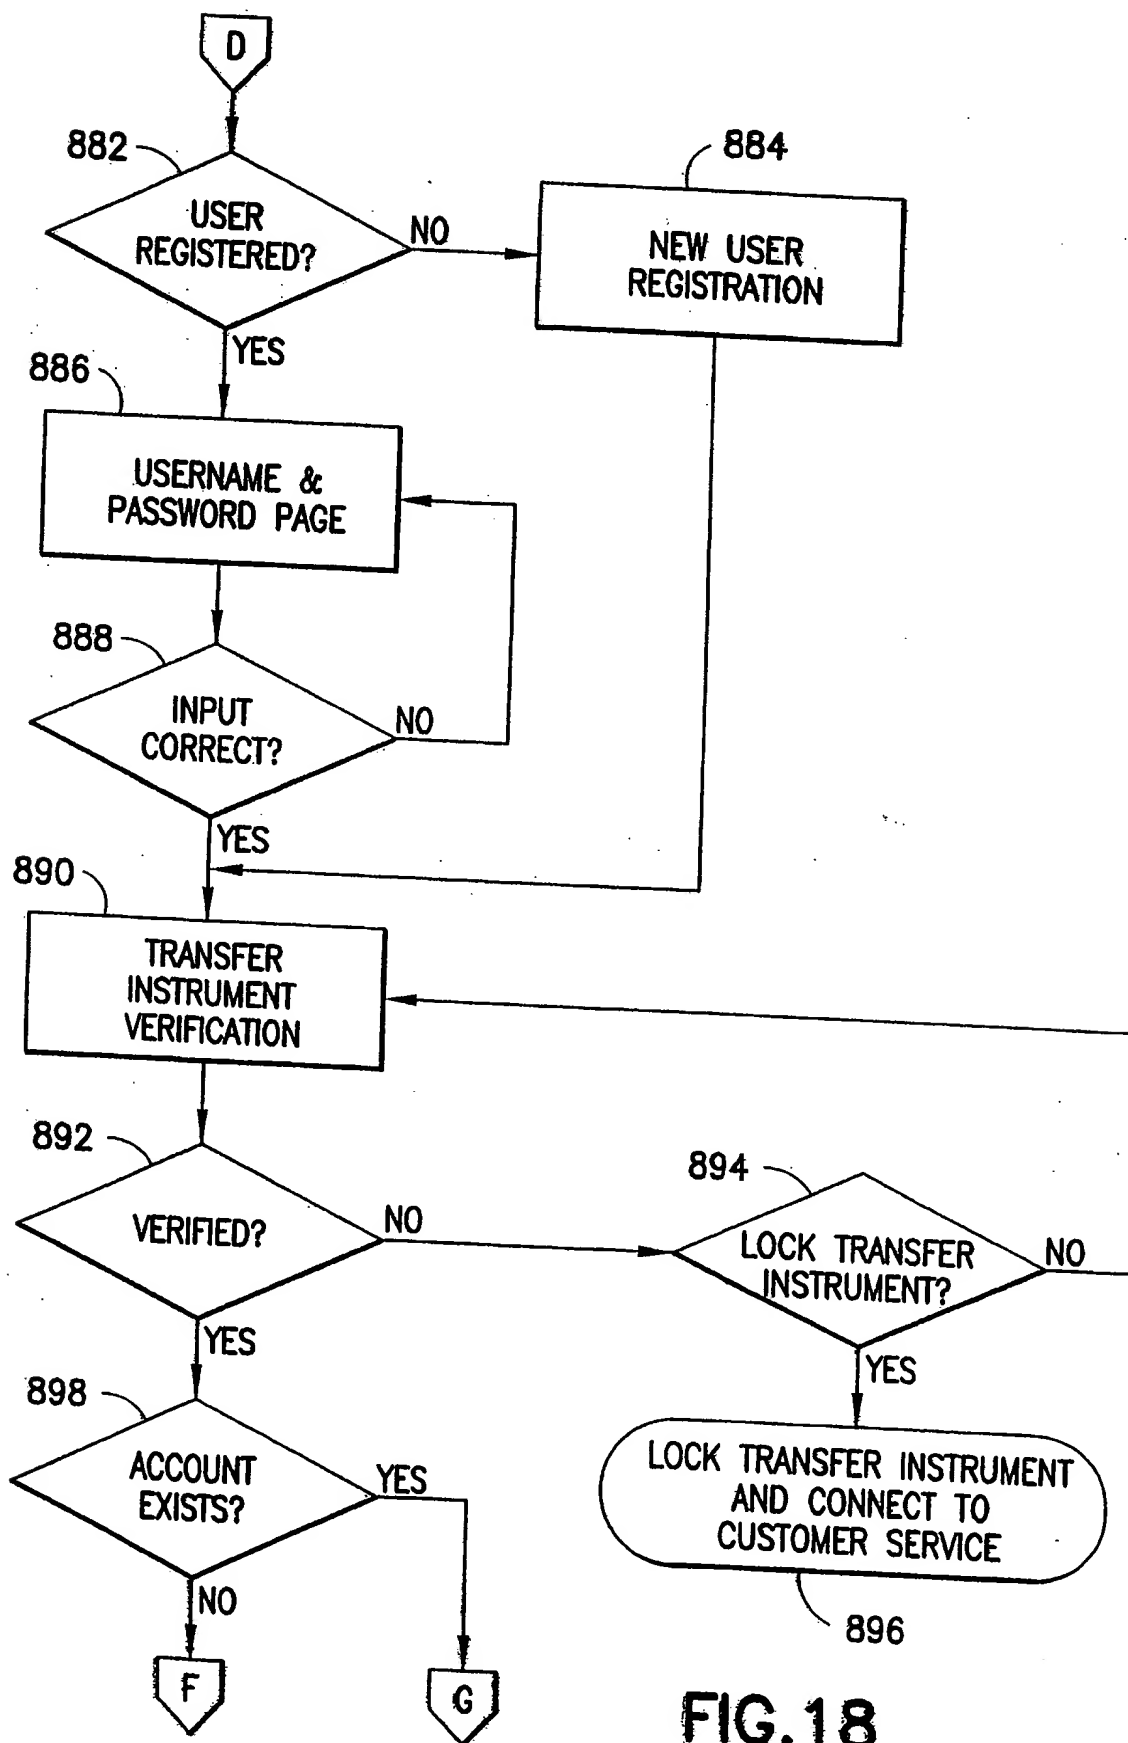 D
882
884
USER
REGISTERED?
NO
NEW USER
REGISTRATION
YES
886
USERNAME &
PASSWORD PAGE
888
INPUT
CORRECT?
NO
YES
890
TRANSFER
INSTRUMENT
VERIFICATION
892
VERIFIED?
NO
894
LOCK TRANSFER
INSTRUMENT?
NO
YES
YES
898
ACCOUNT
EXISTS?
YES
LOCK TRANSFER INSTRUMENT
AND CONNECT TO
CUSTOMER SERVICE
NO
896
F
G
FIG.18